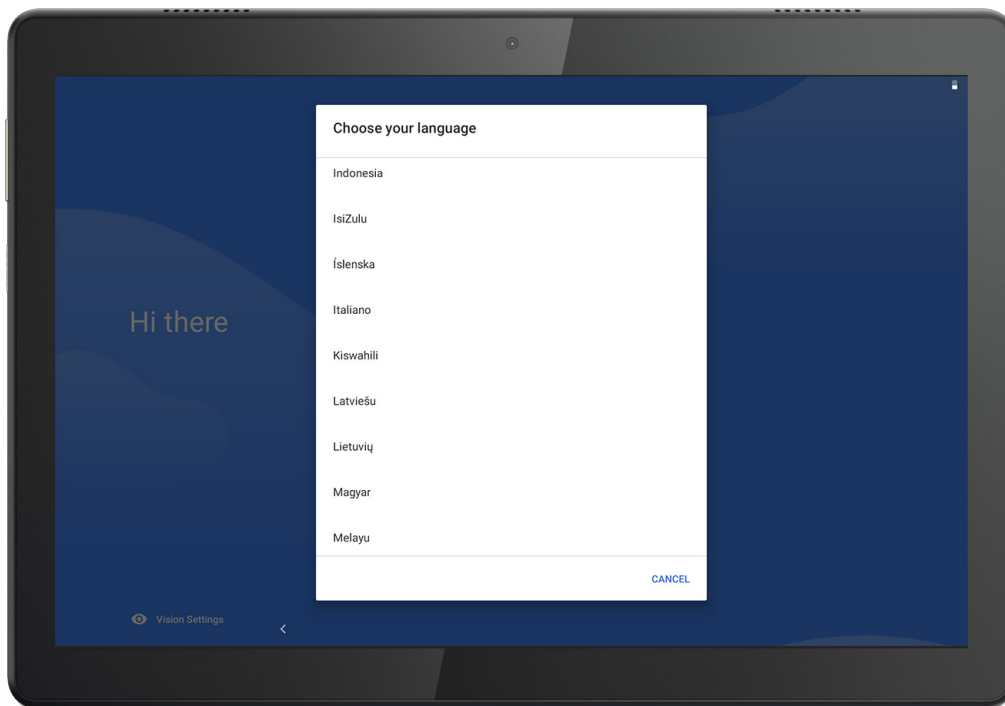 Choose your language
Indonesia
IsiZulu
Íslenska
Italiano
Kiswahili
Latviešu
Lietuvių
Magyar
Melayu
CANCEL
Hi there
Vision Settings